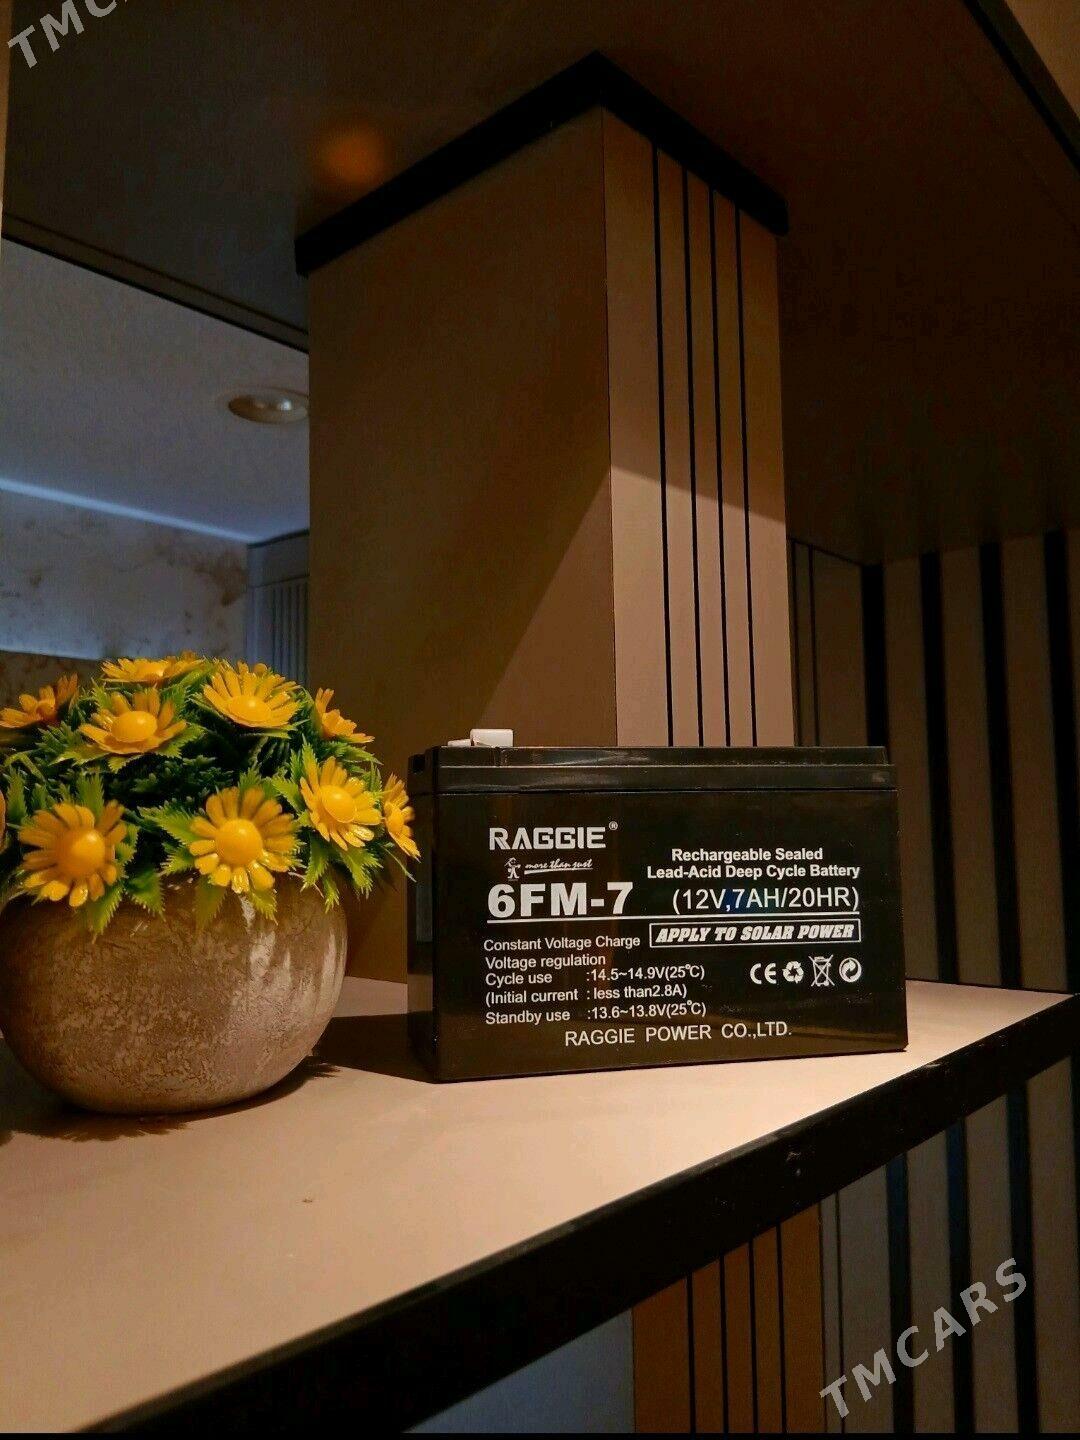 TMC
RAGGIE®
more than just
6FM-7
Rechargeable Sealed
Lead-Acid Deep Cycle Battery
(12V,7AH/20HR)
APPLY TO SOLAR POWER
Constant Voltage Charge
Voltage regulation
Cycle use :14.5~14.9V(25℃)
(Initial current : less than2.8A)
Standby use :13.6~13.8V(25℃)
CE
RAGGIE POWER CO.,LTD.
TMCARS